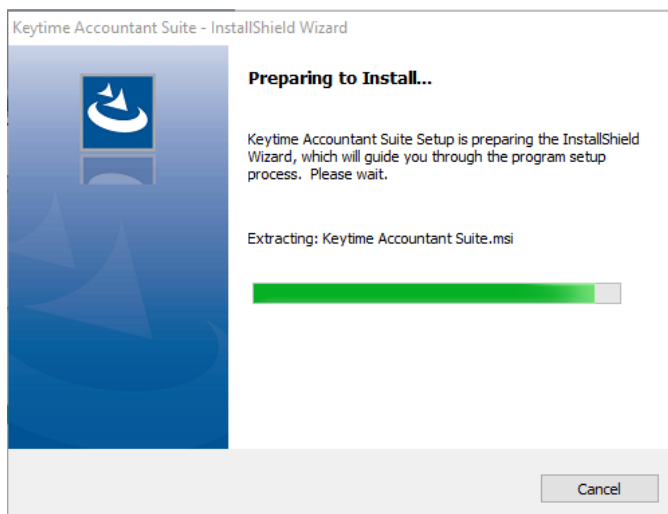 Keytime Accountant Suite - InstallShield Wizard
Preparing to Install...
Keytime Accountant Suite Setup is preparing the InstallShield
Wizard, which will guide you through the program setup
process.  Please wait.
Extracting: Keytime Accountant Suite.msi
Cancel